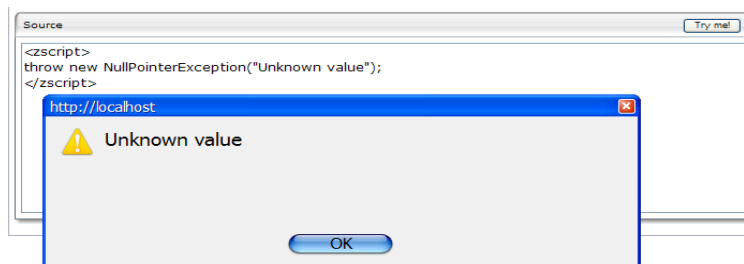 Source
Try me!
<zscript>
throw new NullPointerException("Unknown value");
</zscript>
http://localhost
Unknown value
OK